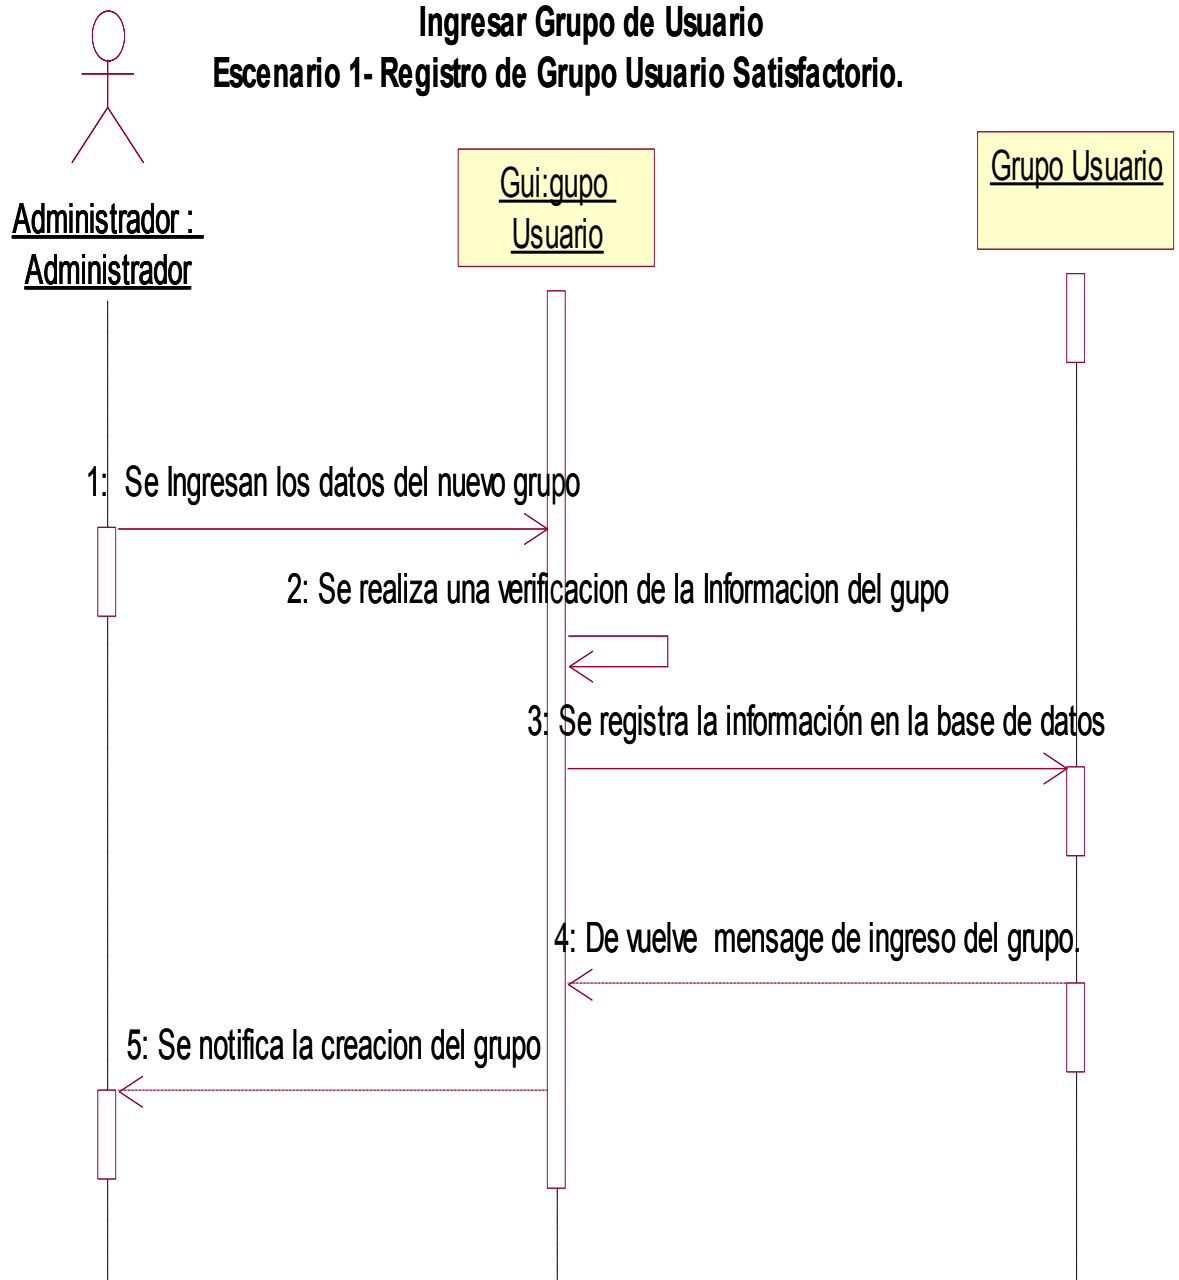 Ingresar Grupo de Usuario
Escenario 1- Registro de Grupo Usuario Satisfactorio.
Administrador :
Administrador
Gui:gupo
Usuario
Grupo Usuario
1: Se Ingresan los datos del nuevo grupo
2: Se realiza una verificacion de la Informacion del gupo
3: Se registra la información en la base de datos
4: De vuelve mensage de ingreso del grupo.
5: Se notifica la creacion del grupo